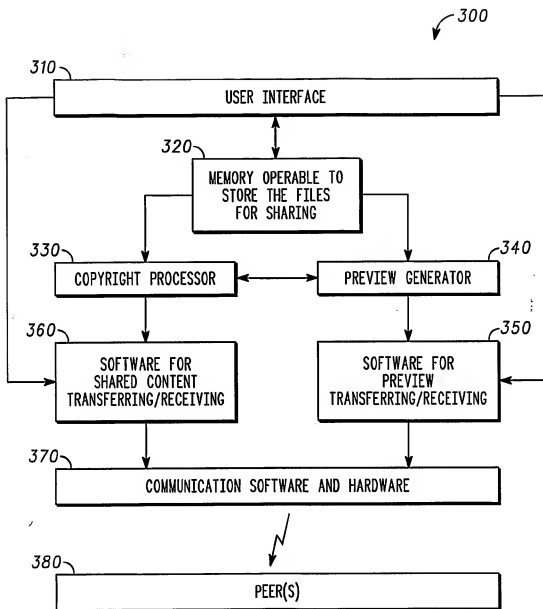 300
310
USER INTERFACE
320
MEMORY OPERABLE TO
STORE THE FILES
FOR SHARING
330
COPYRIGHT PROCESSOR
340
PREVIEW GENERATOR
360
SOFTWARE FOR
SHARED CONTENT
TRANSFERRING/RECEIVING
350
SOFTWARE FOR
PREVIEW
TRANSFERRING/RECEIVING
370
COMMUNICATION SOFTWARE AND HARDWARE
380
PEER(S)